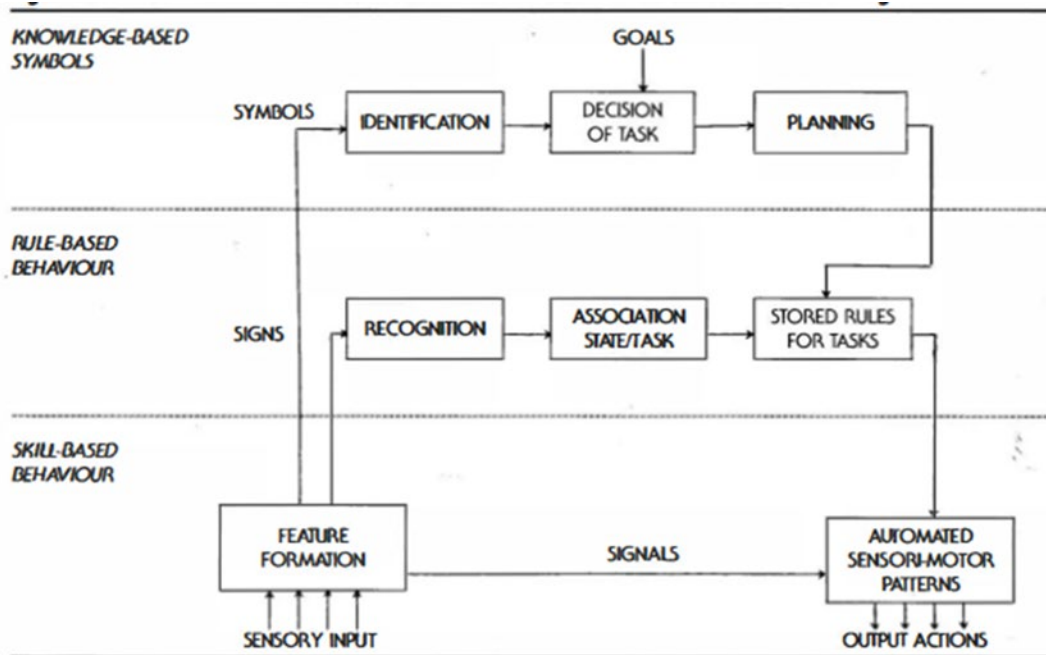 KNOWLEDGE-BASED
SYMBOLS
GOALS
SYMBOLS
IDENTIFICATION
DECISION
OF TASK
PLANNING
RULE-BASED
BEHAVIOUR
SIGNS
RECOGNITION
ASSOCIATION
STATE/TASK
STORED RULES
FOR TASKS
SKILL-BASED
BEHAVIOUR
FEATURE
FORMATION
SIGNALS
AUTOMATED
SENSORI-MOTOR
PATTERNS
SENSORY INPUT
OUTPUT ACTIONS